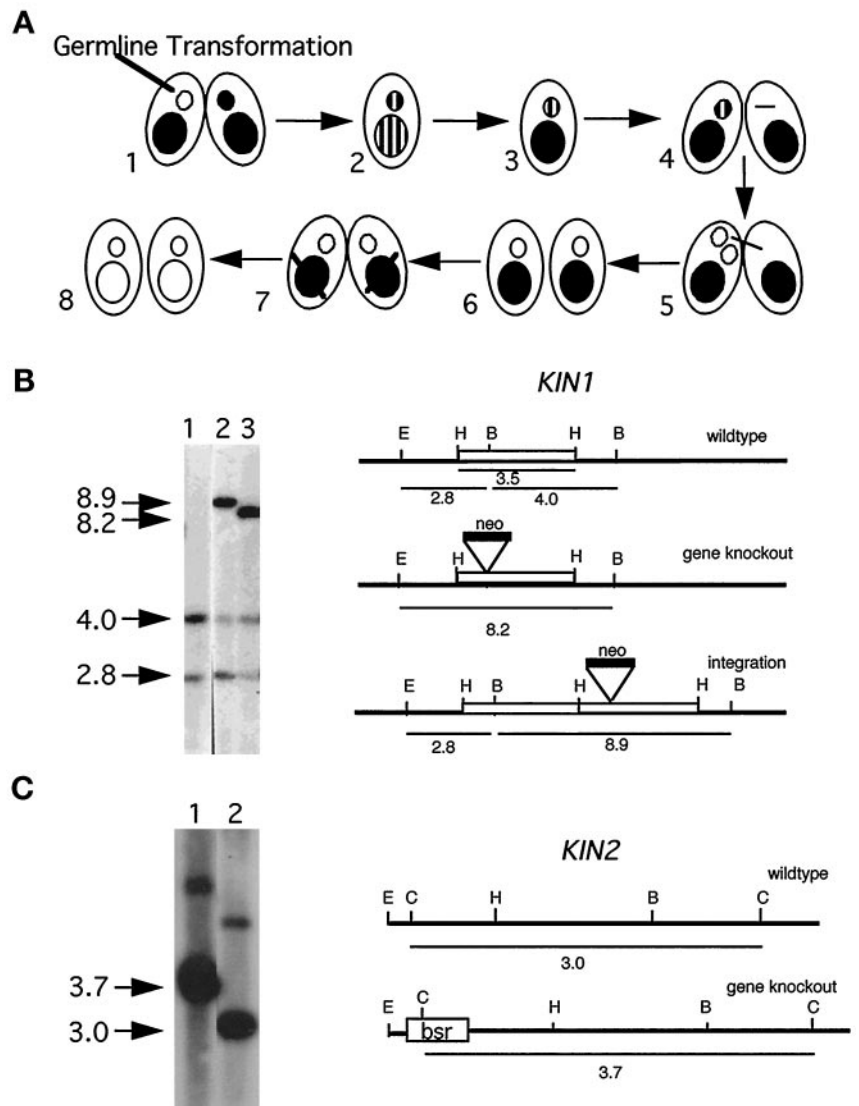 A
Germline Transformation
1
2
3
4
8
7
6
5
B
KIN1
1 2 3
8.9
8.2
4.0
2.8
E H B H B
wildtype
3.5
2.8 4.0
neo
E H H B
gene knockout
8.2
neo
integration
E H B H H B
2.8 8.9
C
KIN2
1 2
3.7
3.0
wildtype
E C H B C
3.0
gene knockout
E C H B C
bsr
3.7